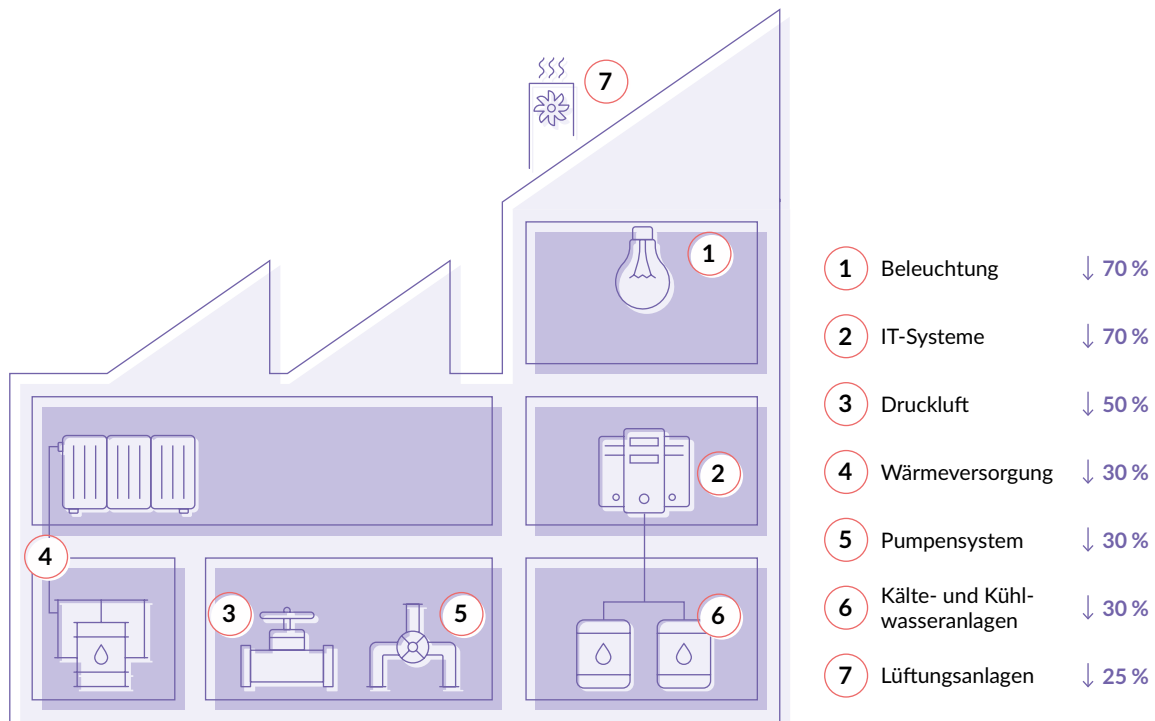 7
1
2
4
3
5
6
1 Beleuchtung ↓ 70 %
2 IT-Systeme ↓ 70 %
3 Druckluft ↓ 50 %
4 Wärmeversorgung ↓ 30 %
5 Pumpensystem ↓ 30 %
6 Kälte- und Kühl-
wasseranlagen ↓ 30 %
7 Lüftungsanlagen ↓ 25 %